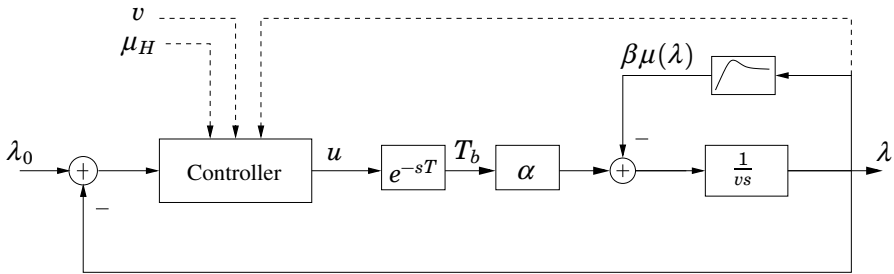 v
μ_H
βμ(λ)
λ_0
+
−
Controller
u
e^{-sT}
T_b
α
−
+
1/vs
λ